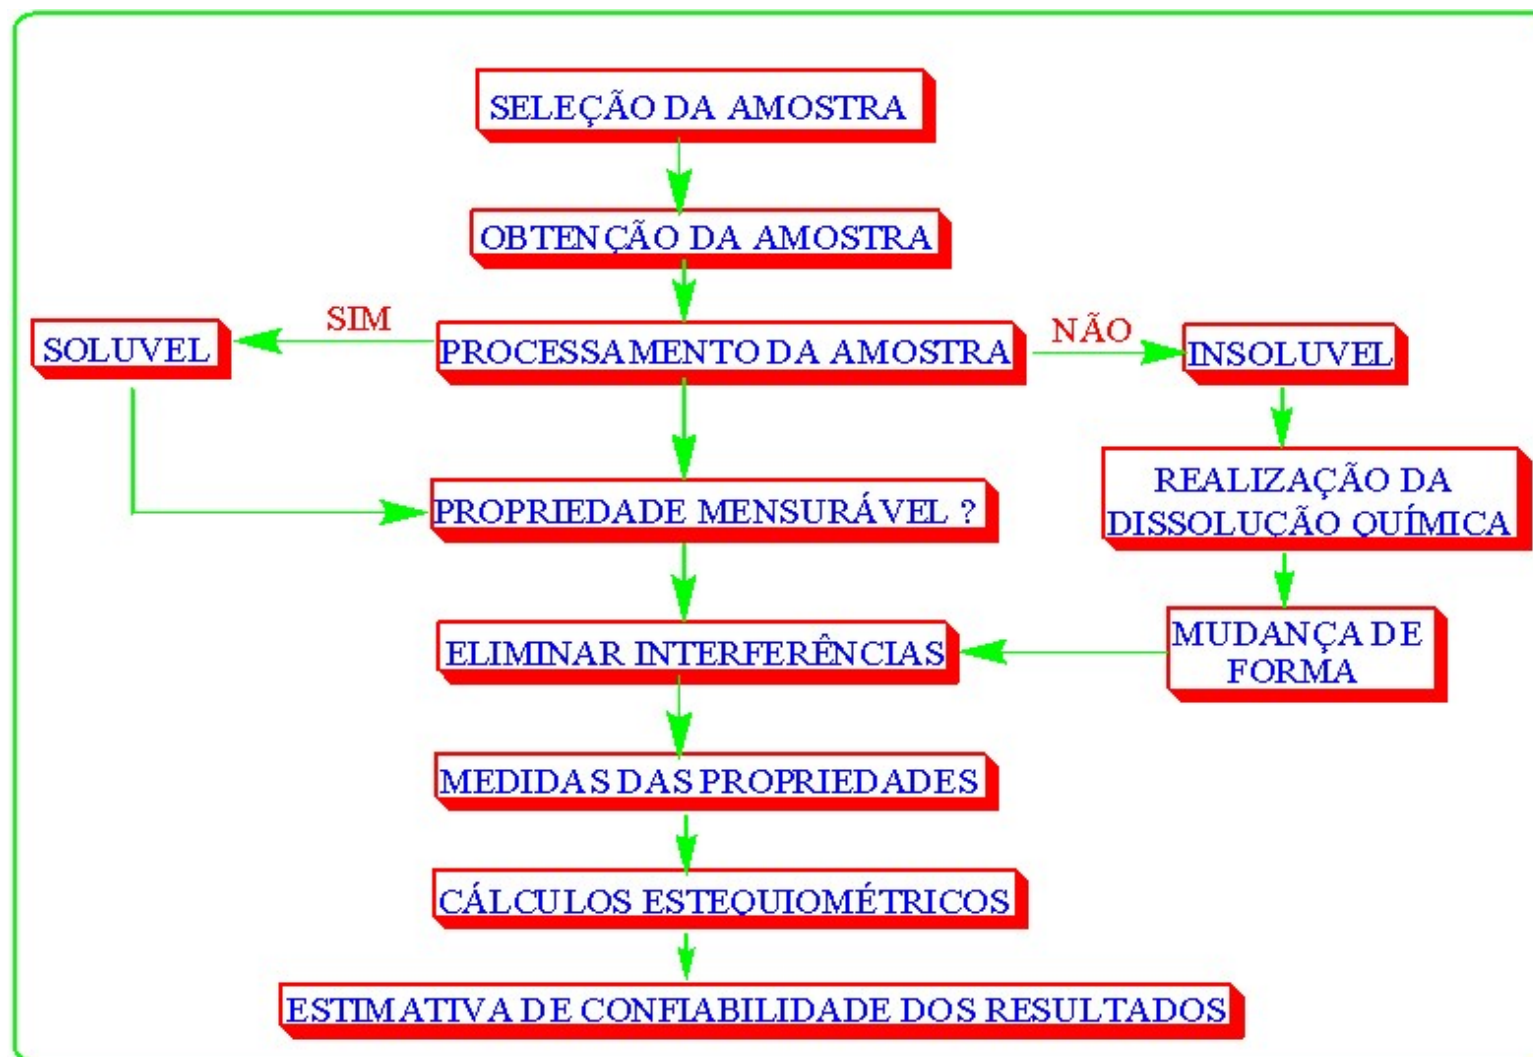 SELEÇÃO DA AMOSTRA
OBTENÇÃO DA AMOSTRA
SIM
NÃO
SOLUVEL
PROCESSAMENTO DA AMOSTRA
INSOLUVEL
PROPRIEDADE MENSURÁVEL ?
REALIZAÇÃO DA
DISSOLUÇÃO QUÍMICA
ELIMINAR INTERFERÊNCIAS
MUDANÇA DE
FORMA
MEDIDAS DAS PROPRIEDADES
CÁLCULOS ESTEQUIOMÉTRICOS
ESTIMATIVA DE CONFIABILIDADE DOS RESULTADOS